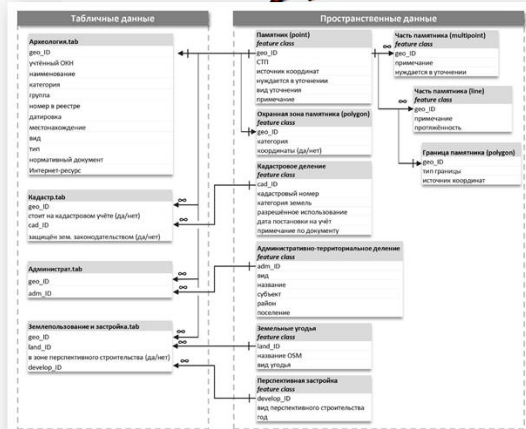 Табличные данные
Пространственные данные
Археология.tab
geo_ID
учтённый ОКН
наименование
категория
группа
номер в реестре
датировка
местонахождение
вид
тип
нормативный документ
Интернет-ресурс
Кадастр.tab
geo_ID
стоит на кадастровом учёте (да/нет)
cad_ID
защищён зем. законодательством (да/нет)
Администрат.tab
geo_ID
adm_ID
Землепользование и застройка.tab
geo_ID
land_ID
в зоне перспективного строительства (да/нет)
develop_ID
Памятник (point)
feature class
geo_ID
СТП
источник координат
нуждается в уточнении
вид уточнения
примечание
Охранная зона памятника (polygon)
feature class
geo_ID
категория
координаты (да/нет)
Кадастровое деление
feature class
cad_ID
кадастровый номер
категория земель
разрешённое использование
дата постановки на учёт
примечание по документу
Административно-территориальное деление
feature class
adm_ID
вид
название
субъект
район
поселение
Земельные угодья
feature class
land_ID
название OSM
вид угодья
Перспективная застройка
feature class
develop_ID
вид перспективного строительства
год
Часть памятника (multipoint)
feature class
geo_ID
примечание
нуждается в уточнении
Часть памятника (line)
feature class
geo_ID
примечание
протяжённость
Граница памятника (polygon)
geo_ID
тип границы
источник координат